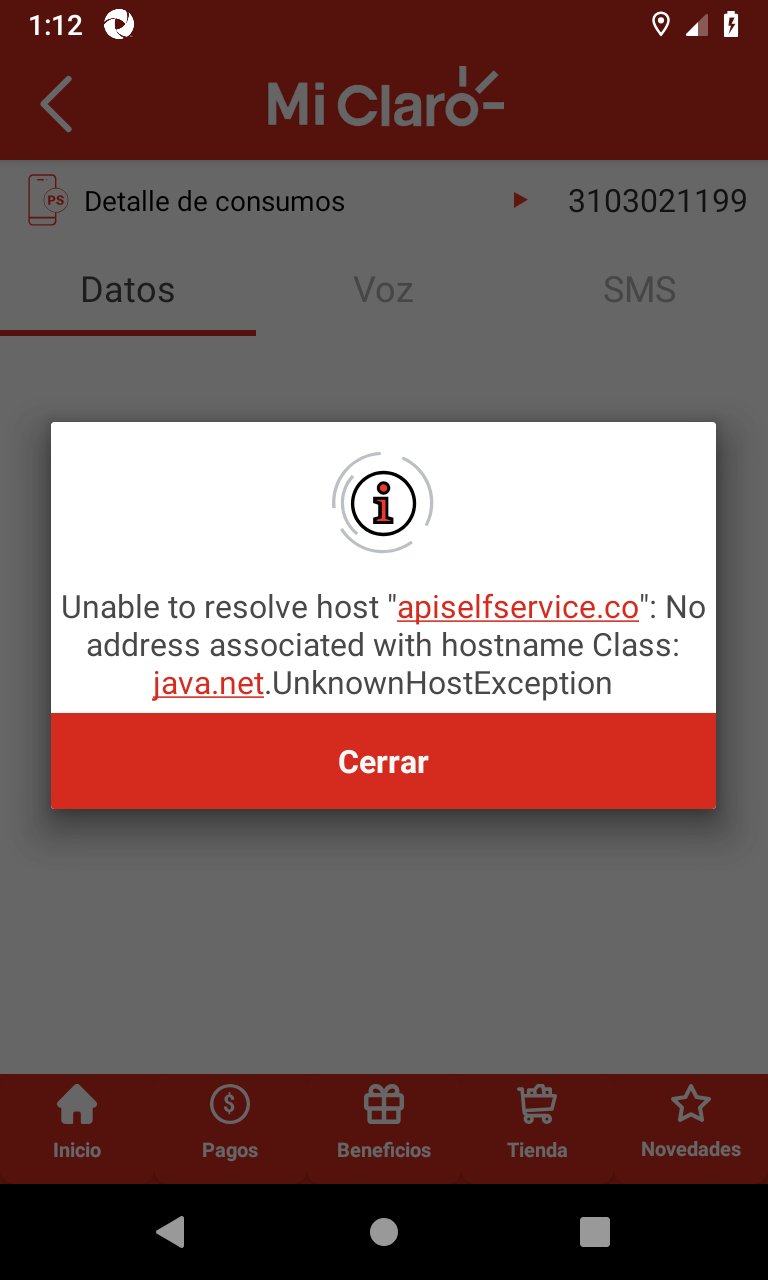 1:12
Mi Claro
PS
Detalle de consumos
3103021199
Datos
Voz
SMS
Unable to resolve host "apiselfservice.co": No
address associated with hostname Class:
java.net.UnknownHostException
Cerrar
Inicio
Pagos
Beneficios
Tienda
Novedades